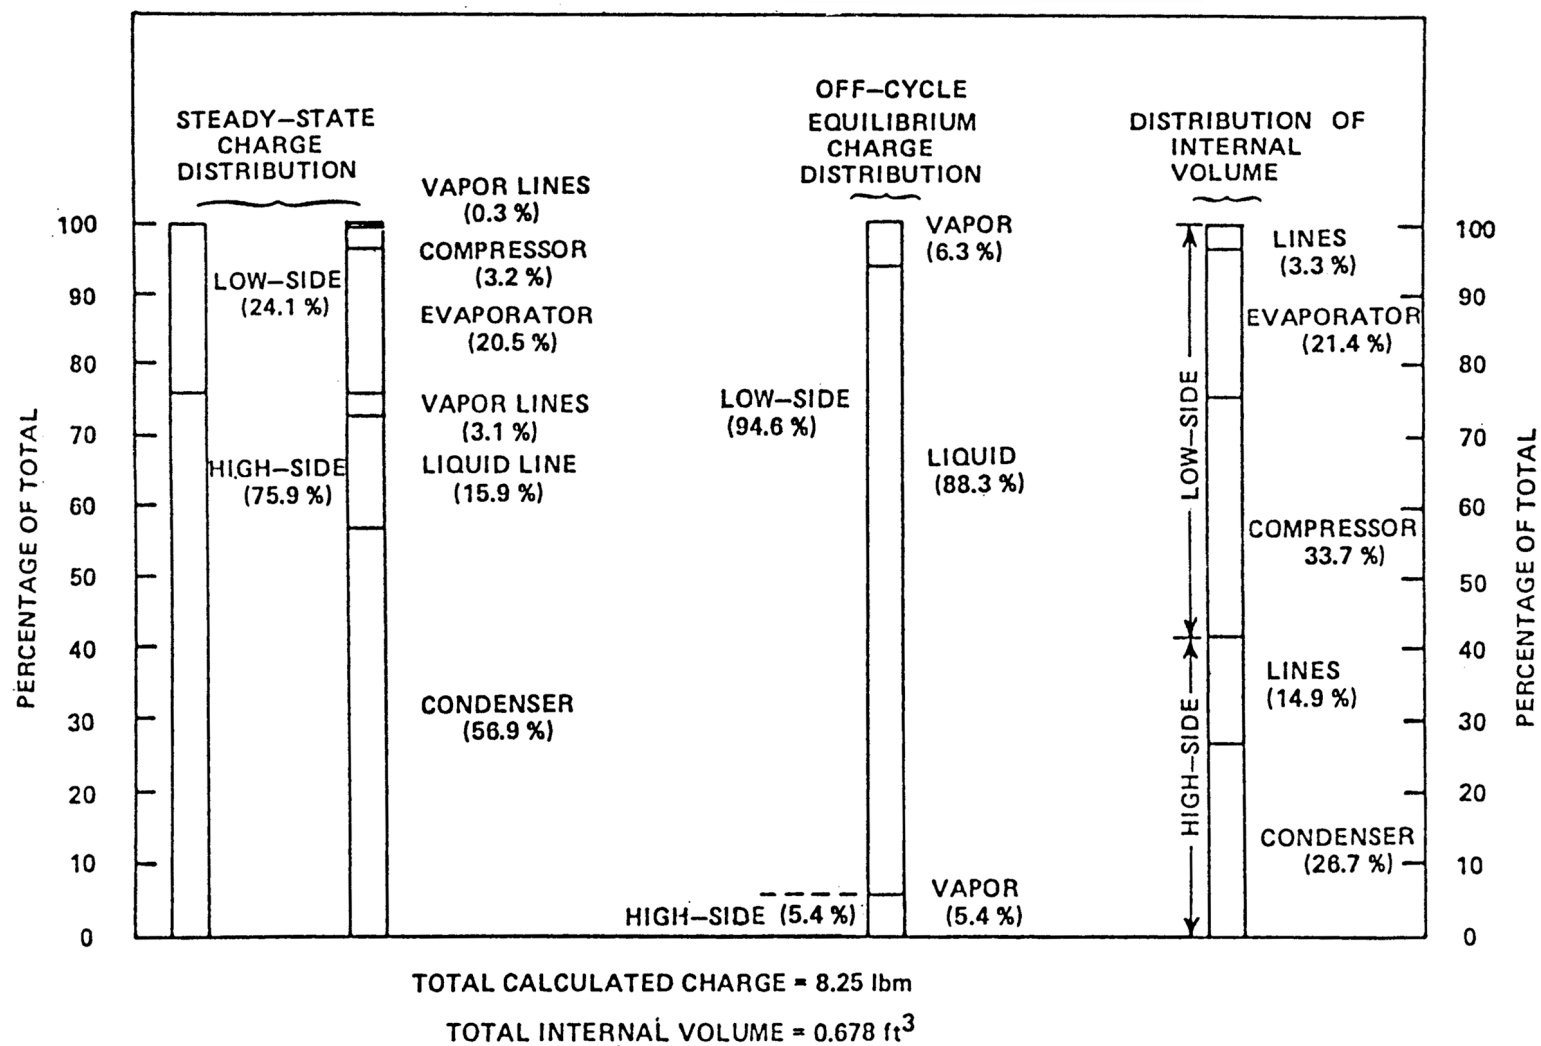 STEADY-STATE
CHARGE
DISTRIBUTION
OFF-CYCLE
EQUILIBRIUM
CHARGE
DISTRIBUTION
DISTRIBUTION OF
INTERNAL
VOLUME
PERCENTAGE OF TOTAL
100
90
80
70
60
50
40
30
20
10
0
LOW-SIDE
(24.1 %)
HIGH-SIDE
(75.9 %)
VAPOR LINES
(0.3 %)
COMPRESSOR
(3.2 %)
EVAPORATOR
(20.5 %)
VAPOR LINES
(3.1 %)
LIQUID LINE
(15.9 %)
CONDENSER
(56.9 %)
LOW-SIDE
(94.6 %)
HIGH-SIDE (5.4 %)
VAPOR
(6.3 %)
LIQUID
(88.3 %)
VAPOR
(5.4 %)
LOW-SIDE
HIGH-SIDE
LINES
(3.3 %)
EVAPORATOR
(21.4 %)
COMPRESSOR
33.7 %)
LINES
(14.9 %)
CONDENSER
(26.7 %)
100
90
80
70
60
50
40
30
20
10
0
PERCENTAGE OF TOTAL
TOTAL CALCULATED CHARGE = 8.25 lbm
TOTAL INTERNAL VOLUME = 0.678 ft³